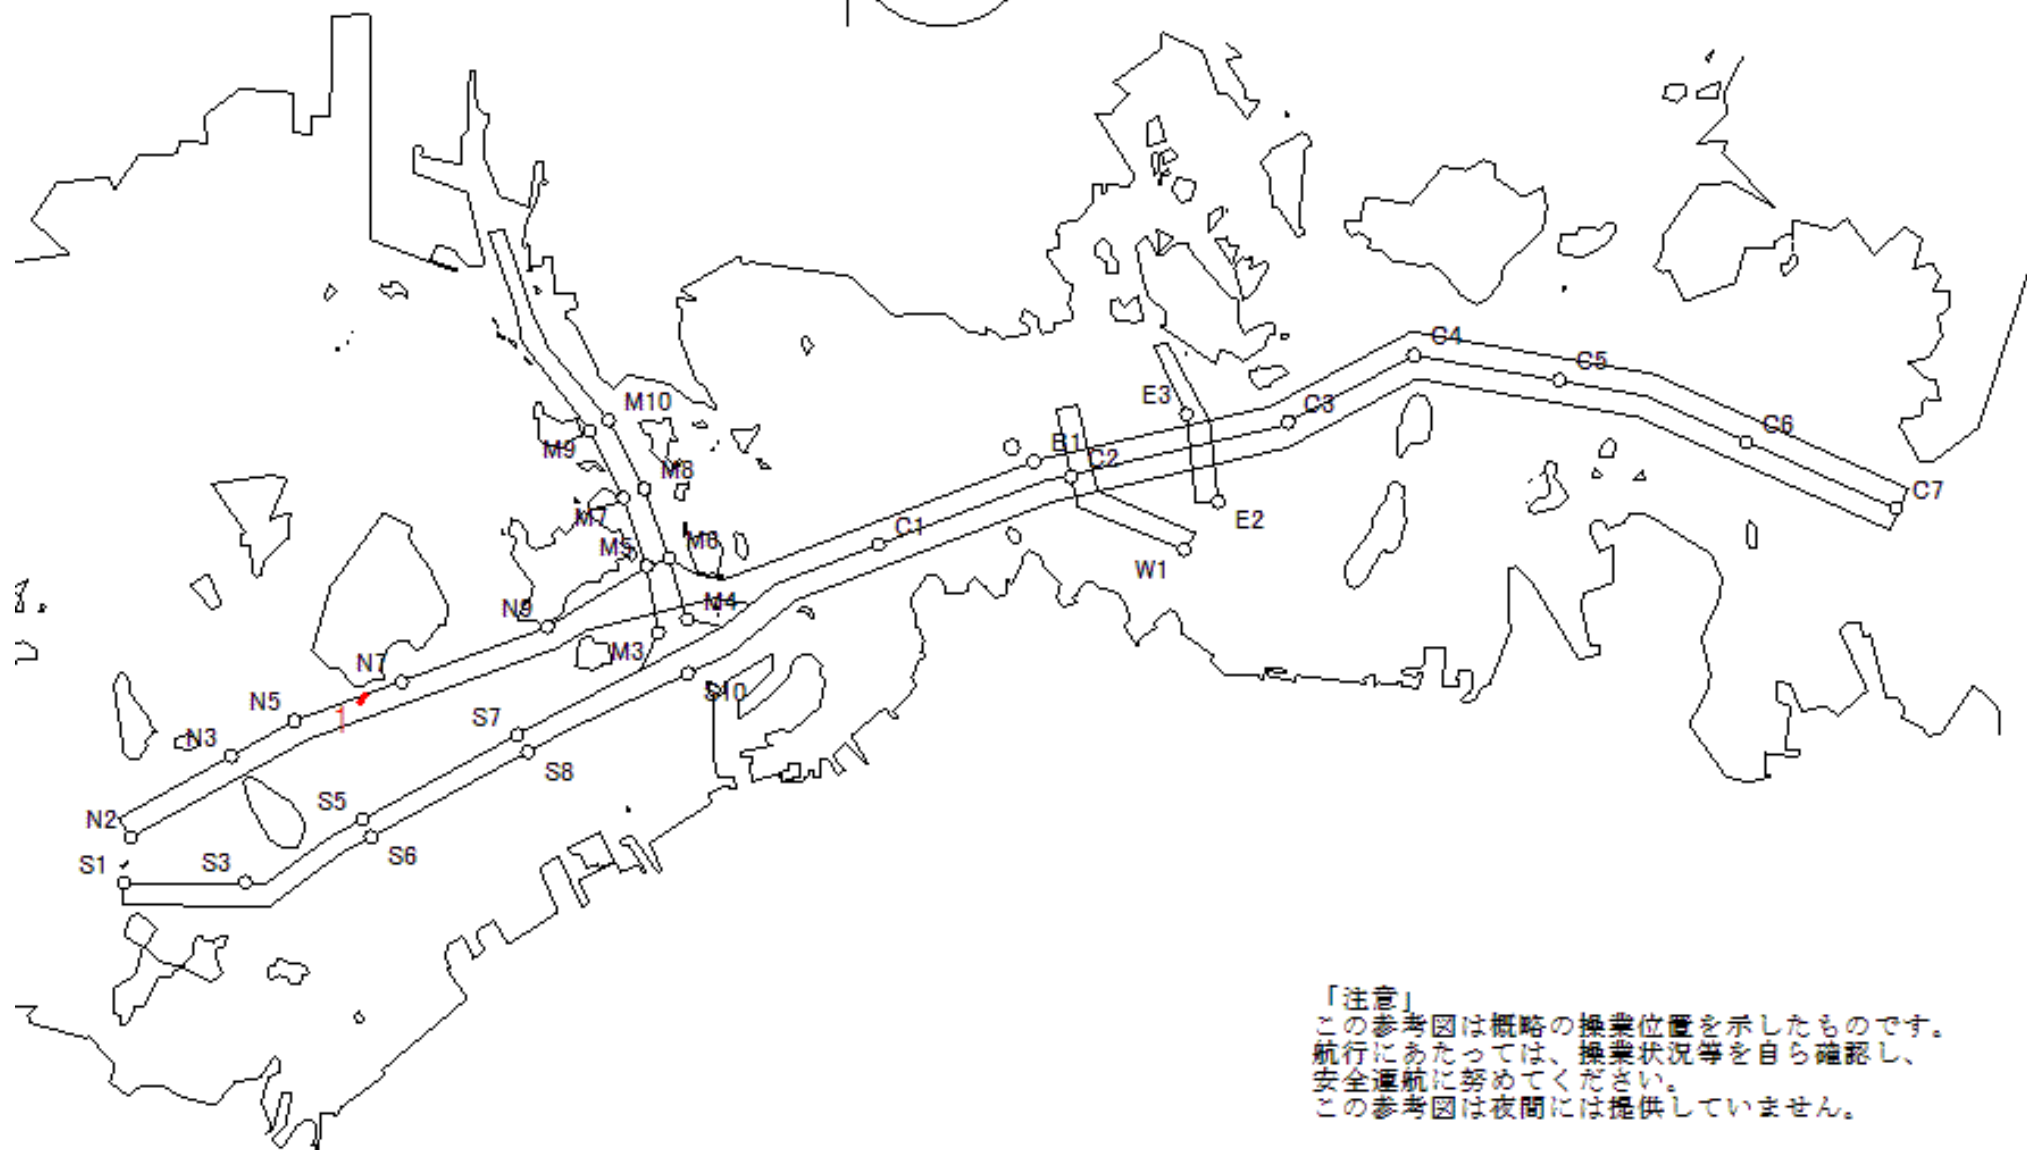 C4
C5
M10
E3
C3
C6
M9
B1
C2
M8
C7
M7
E2
C1
M5
M6
W1
N9
M4
M3
N7
S10
N5
1
S7
N3
S8
S5
N2
S6
S1
S3
「注意」
この参考図は概略の操業位置を示したものです。
航行にあたっては、操業状況等を自ら確認し、
安全運航に努めてください。
この参考図は夜間には提供していません。